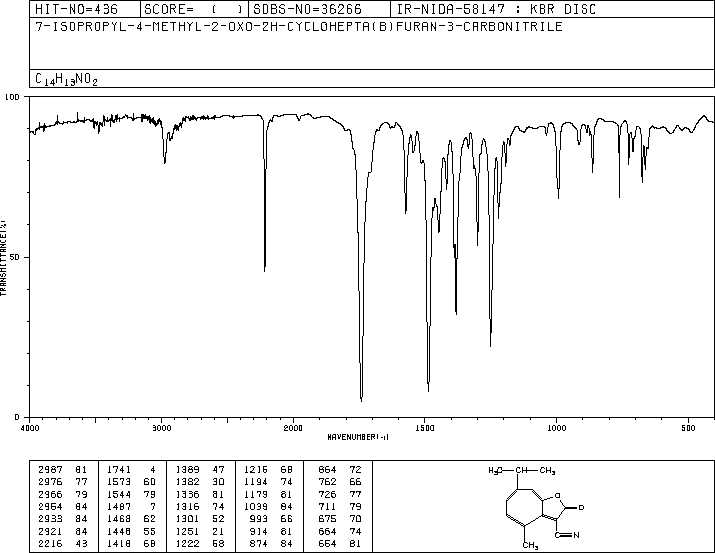 HIT-NO=436 SCORE= ( ) SDBS-NO=36266 IR-NIDA-58147 : KBR DISC
7-ISOPROPYL-4-METHYL-2-OXO-2H-CYCLOHEPTA(B)FURAN-3-CARBONITRILE
C14H13NO2
100
TRANSMITTANCE(%)
50
0
4000 3000 2000 1500 1000 500
WAVENUMBER(-1)
2987 81 1741 4 1389 47 1216 68 864 72
2976 77 1573 60 1382 30 1194 74 762 66
2966 79 1544 79 1336 81 1179 81 726 77
2954 84 1487 7 1316 74 1039 84 711 79
2933 84 1468 62 1301 52 993 66 675 70
2921 84 1448 55 1251 21 914 81 664 74
2216 43 1418 68 1222 58 874 84 654 81
H3C CH3
O
O
CH3
C N